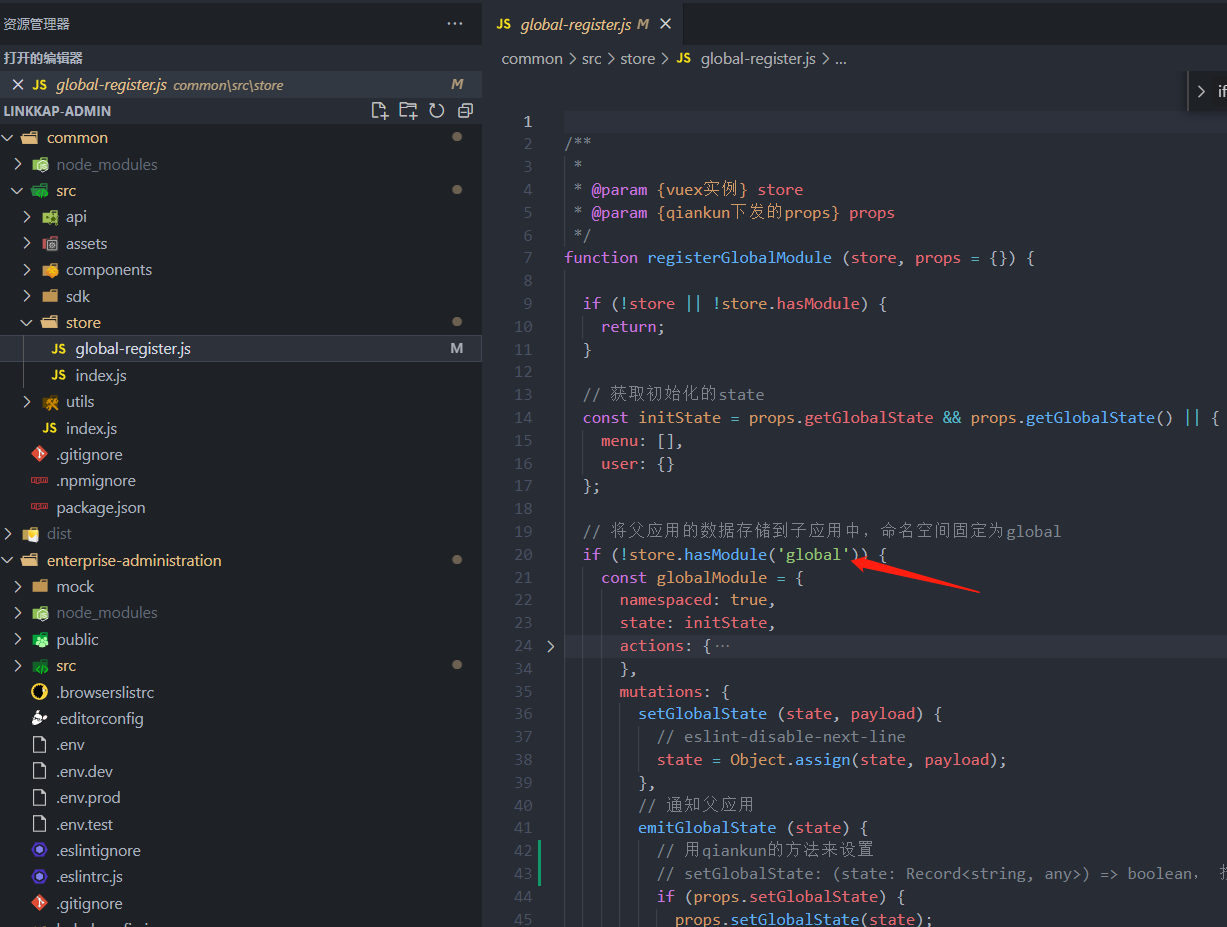 资源管理器
打开的编辑器
global-register.js common\src\store M
LINKKAP-ADMIN
common
node_modules
src
api
assets
components
sdk
store
global-register.js M
index.js
utils
index.js
.gitignore
.npmignore
package.json
dist
enterprise-administration
mock
node_modules
public
src
.browserslistrc
.editorconfig
.env
.env.dev
.env.prod
.env.test
.eslintignore
.eslintrc.js
.gitignore
JS global-register.js M
common > src > store > JS global-register.js > ...
> if
1
2 /**
3 *
4 * @param {vuex实例} store
5 * @param {qiankun下发的props} props
6 */
7 function registerGlobalModule (store, props = {}) {
8
9 if (!store || !store.hasModule) {
10 return;
11 }
12
13 // 获取初始化的state
14 const initState = props.getGlobalState && props.getGlobalState() || {
15 menu: [],
16 user: {}
17 };
18
19 // 将父应用的数据存储到子应用中，命名空间固定为global
20 if (!store.hasModule('global')) {
21 const globalModule = {
22 namespaced: true,
23 state: initState,
24 actions: {…
34 },
35 mutations: {
36 setGlobalState (state, payload) {
37 // eslint-disable-next-line
38 state = Object.assign(state, payload);
39 },
40 // 通知父应用
41 emitGlobalState (state) {
42 // 用qiankun的方法来设置
43 // setGlobalState: (state: Record<string, any>) => boolean，
44 if (props.setGlobalState) {
45 props.setGlobalState(state);